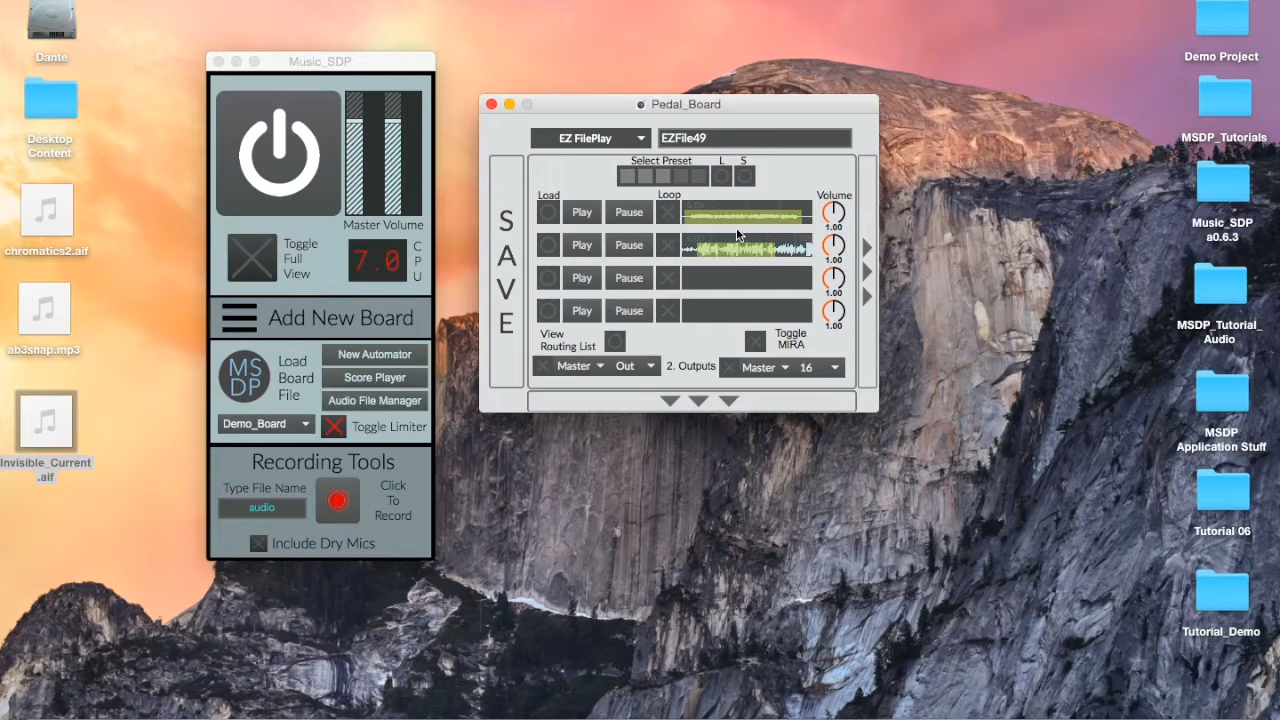 Dante
Desktop
Content
chromatics2.aif
ab3snap.mp3
Invisible_Current
.aif
Music_SDP
Master Volume
Toggle
Full
View
7.0
C
P
U
Add New Board
MS
DP
Load
Board
File
New Automator
Score Player
Audio File Manager
Demo_Board
Toggle Limiter
Recording Tools
Type File Name
audio
Click
To
Record
Include Dry Mics
Pedal_Board
EZ FilePlay
EZFile49
Select Preset L S
Load Loop Volume
Play Pause 1.00
Play Pause 1.00
Play Pause 1.00
Play Pause 1.00
S
A
V
E
View
Routing List
Toggle
MIRA
Master Out 2. Outputs Master 16
Demo Project
MSDP_Tutorials
Music_SDP
a0.6.3
MSDP_Tutorial_
Audio
MSDP
Application Stuff
Tutorial 06
Tutorial_Demo